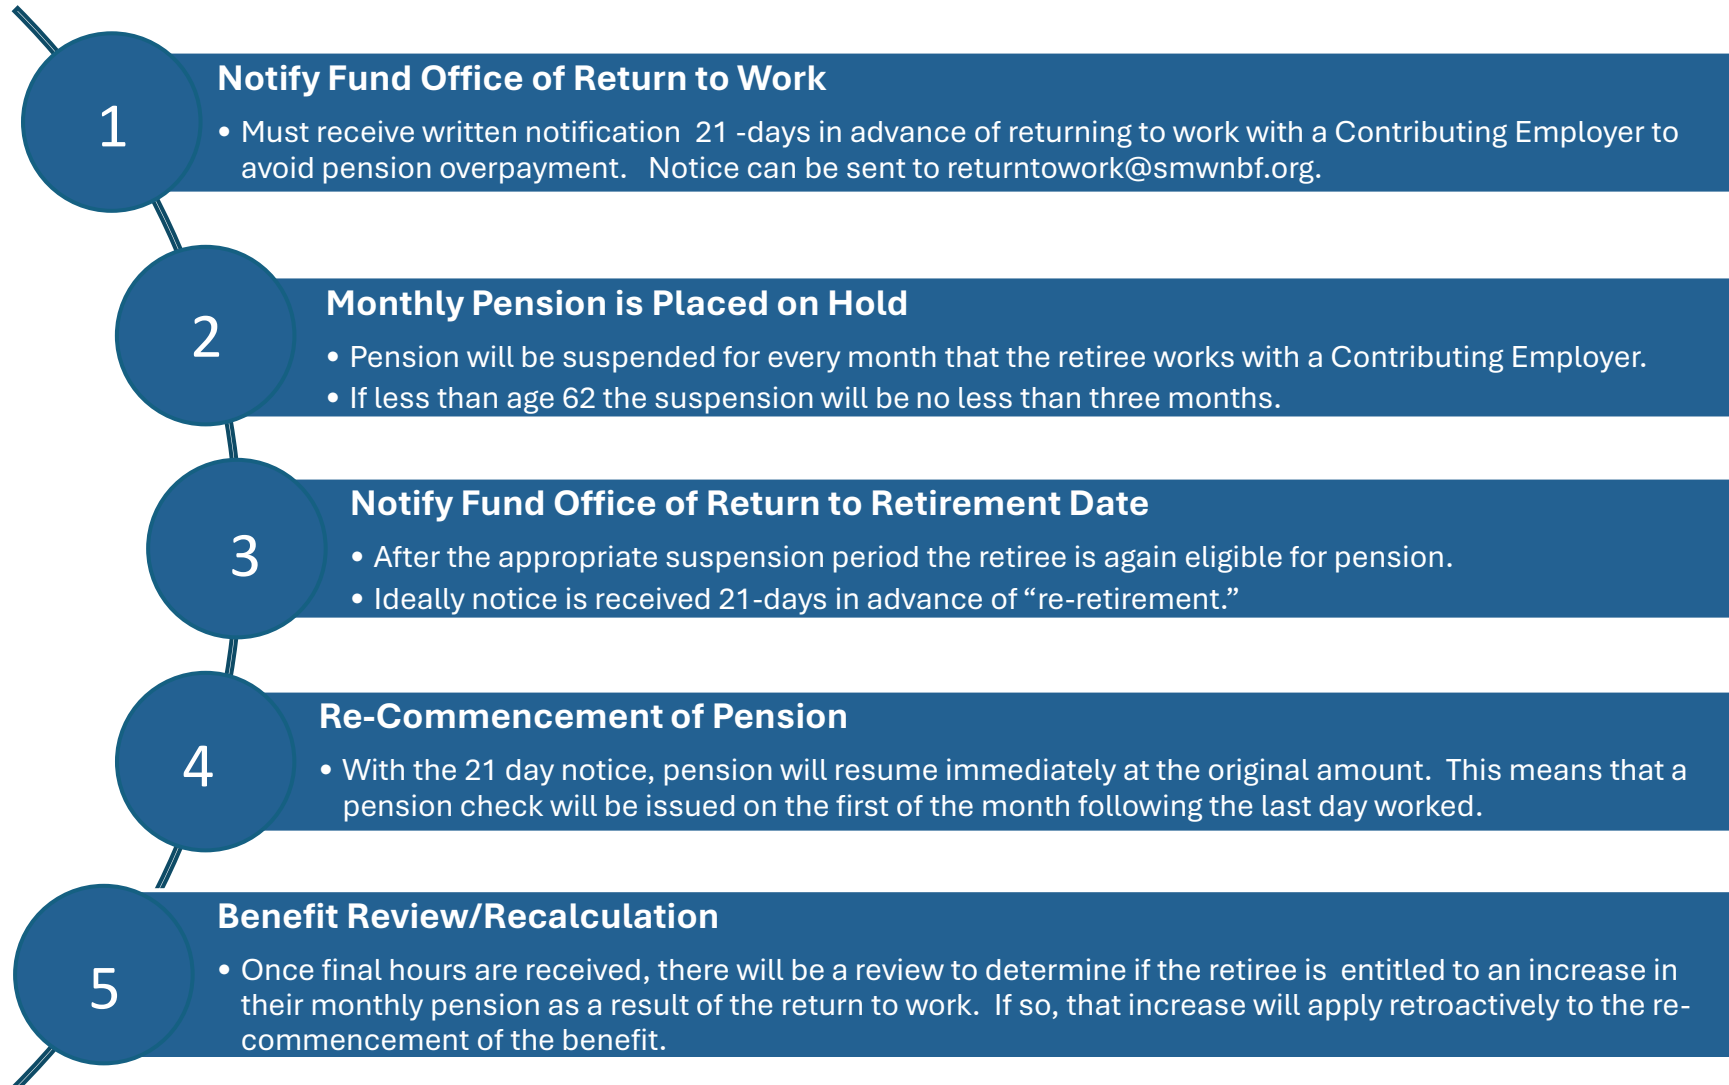 1
Notify Fund Office of Return to Work
• Must receive written notification 21 -days in advance of returning to work with a Contributing Employer to
avoid pension overpayment. Notice can be sent to returntowork@smwnbf.org.
2
Monthly Pension is Placed on Hold
• Pension will be suspended for every month that the retiree works with a Contributing Employer.
• If less than age 62 the suspension will be no less than three months.
3
Notify Fund Office of Return to Retirement Date
• After the appropriate suspension period the retiree is again eligible for pension.
• Ideally notice is received 21-days in advance of “re-retirement.”
4
Re-Commencement of Pension
• With the 21 day notice, pension will resume immediately at the original amount. This means that a
pension check will be issued on the first of the month following the last day worked.
5
Benefit Review/Recalculation
• Once final hours are received, there will be a review to determine if the retiree is entitled to an increase in
their monthly pension as a result of the return to work. If so, that increase will apply retroactively to the re-
commencement of the benefit.